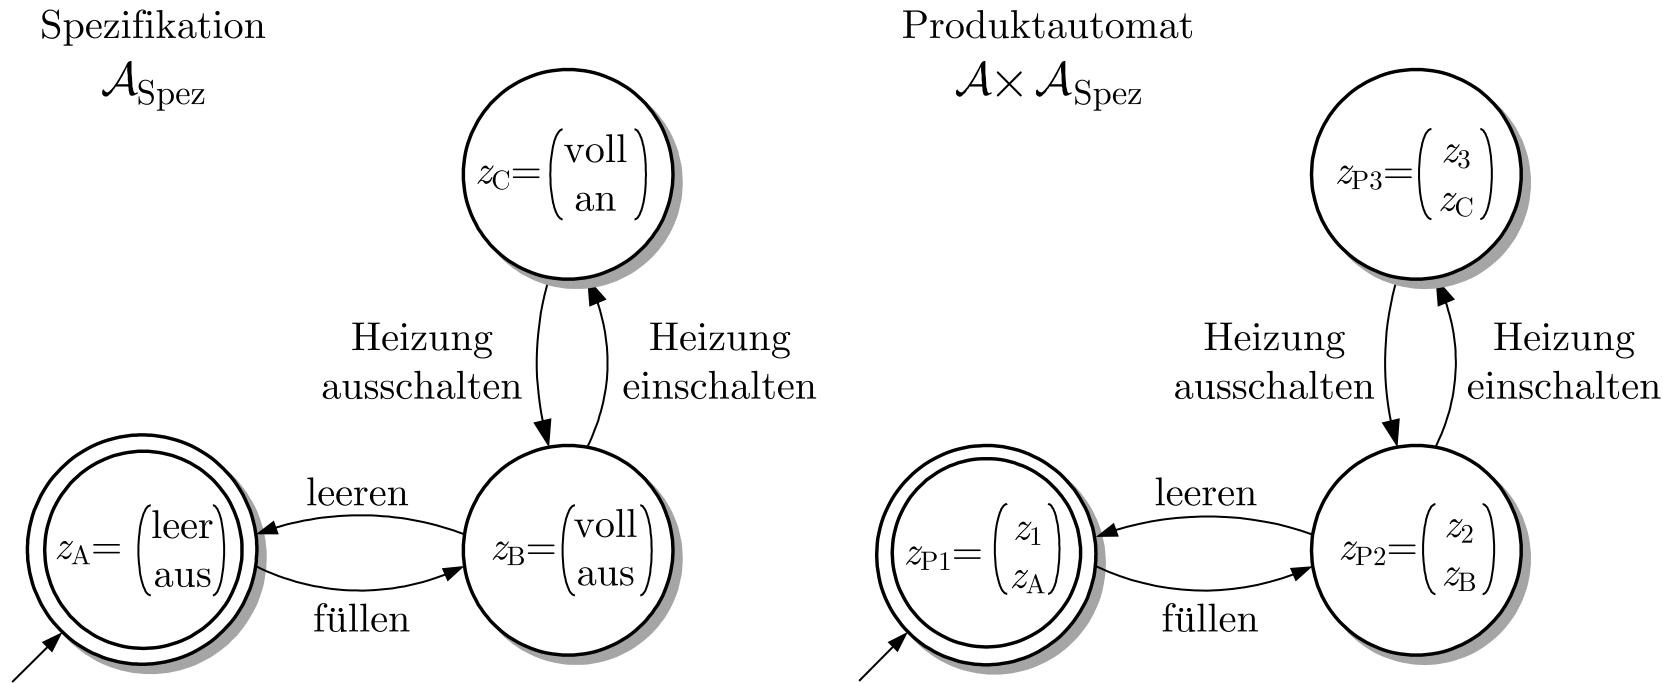 Spezifikation
𝒜Spez
zC=(voll
an)
Heizung
ausschalten
Heizung
einschalten
zA=(leer
aus)
leeren
füllen
zB=(voll
aus)
Produktautomat
𝒜× 𝒜Spez
zP3=(z3
zC)
Heizung
ausschalten
Heizung
einschalten
zP1=(z1
zA)
leeren
füllen
zP2=(z2
zB)